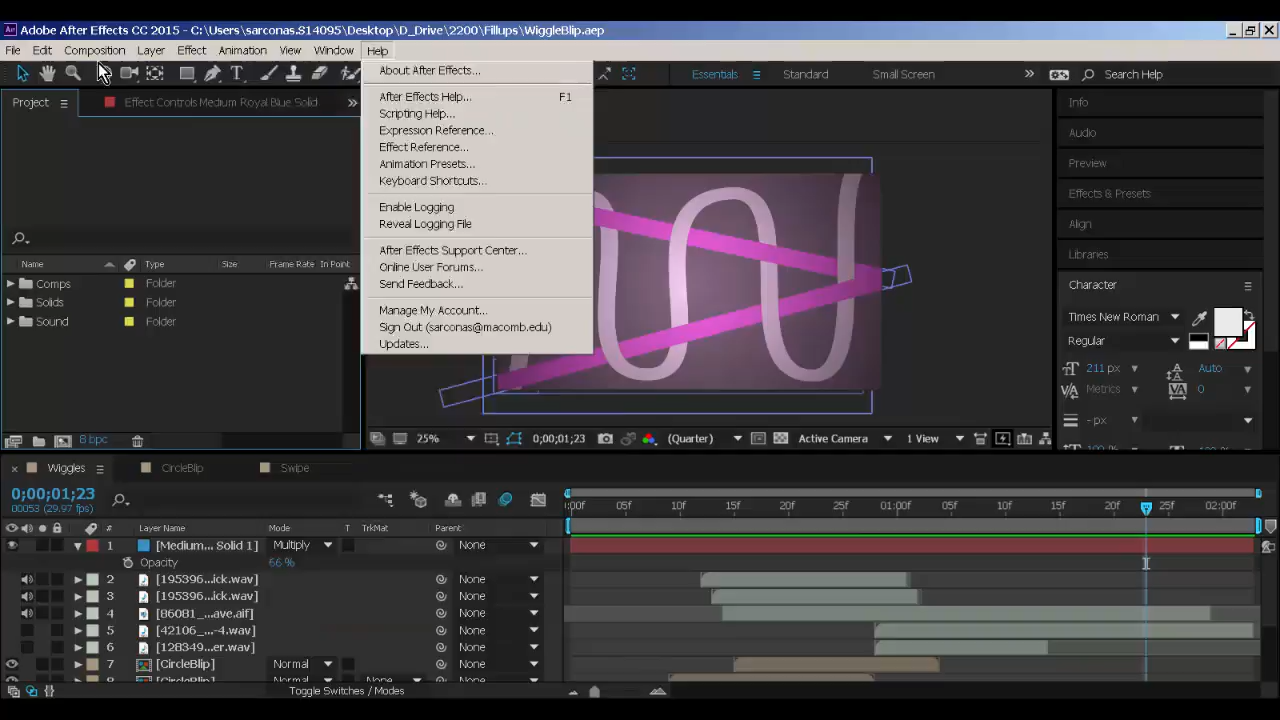 Adobe After Effects CC 2015 - C:\Users\sarconas.S14095\Desktop\D_Drive\2200\Fillups\WiggleBlip.aep
File Edit Composition Layer Effect Animation View Window Help
Essentials Standard Small Screen Search Help
Project Effect Controls Medium Royal Blue Solid
About After Effects...
After Effects Help... F1
Scripting Help...
Expression Reference...
Effect Reference...
Animation Presets...
Keyboard Shortcuts...
Enable Logging
Reveal Logging File
After Effects Support Center...
Online User Forums...
Send Feedback...
Manage My Account...
Sign Out (sarconas@macomb.edu)
Updates...
Name Type Size Frame Rate In Point
Comps Folder
Solids Folder
Sound Folder
8 bpc
Info
Audio
Preview
Effects & Presets
Align
Libraries
Character
Times New Roman
Regular
211 px Auto
Metrics 0
- px
25% 0;00;01;23 (Quarter) Active Camera 1 View
Wiggles CircleBlip Swipe
0;00;01;23
00053 (29.97 fps)
:00f 05f 10f 15f 20f 25f 01:00f 05f 10f 15f 20f 25f 02:00f
# Layer Name Mode T TrkMat Parent
1 [Medium... Solid 1] Multiply None
Opacity 66 %
2 [195396...ick.wav] None
3 [195396...ick.wav] None
4 [86081_...ave.aif] None
5 [42106_...-4.wav] None
6 [128349...er.wav] None
7 [CircleBlip] Normal None
8 [CircleBlip] Normal None None
Toggle Switches / Modes